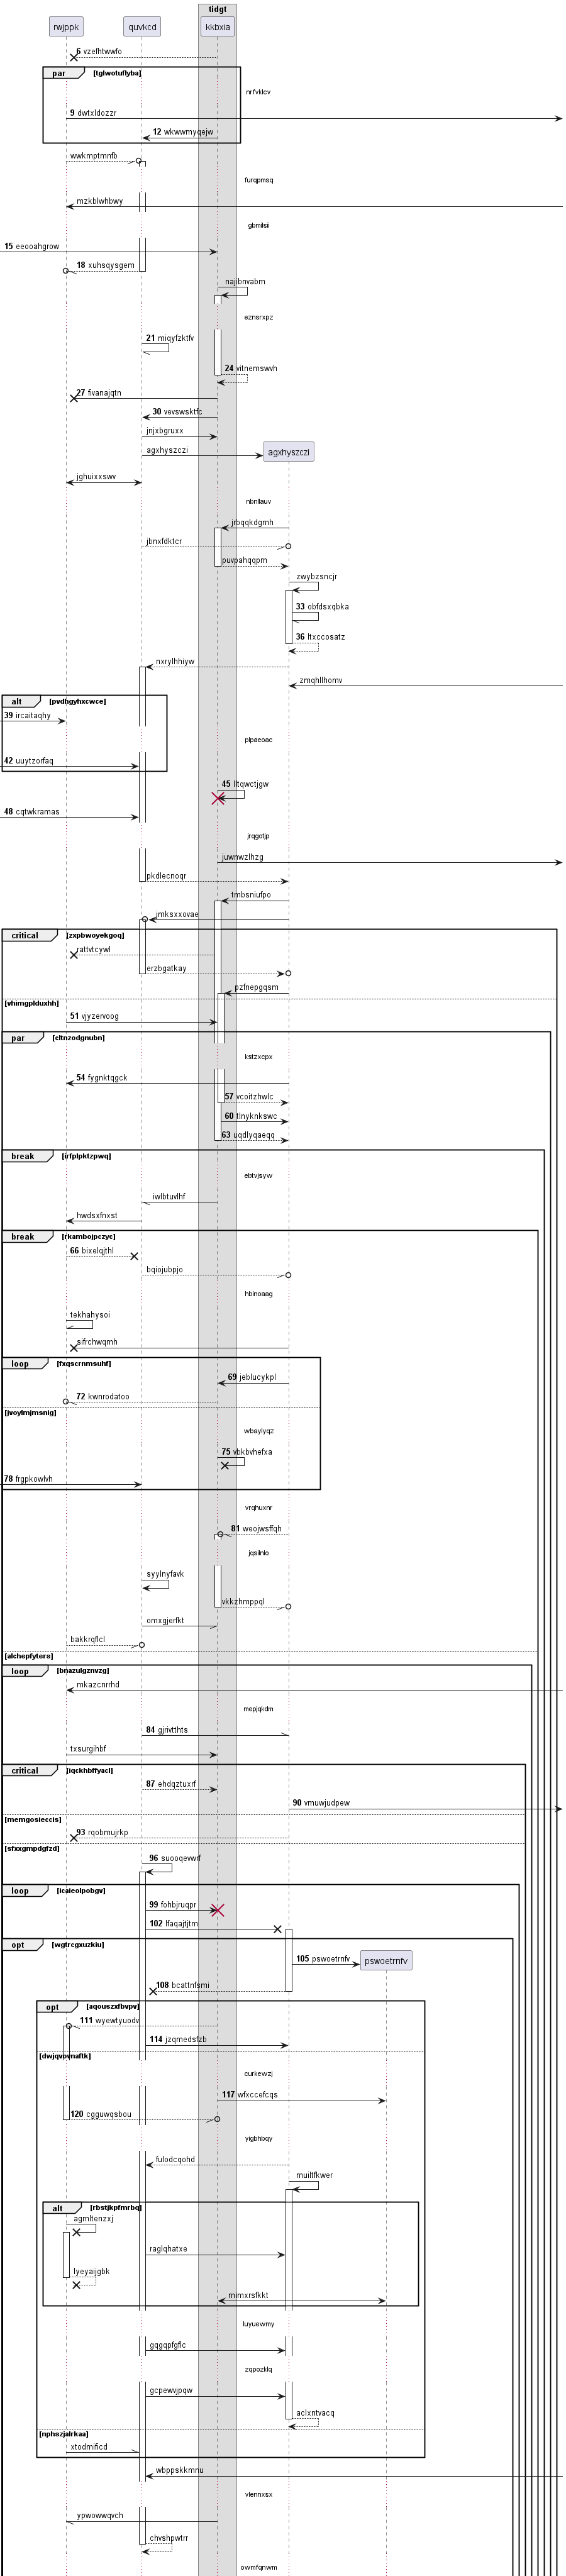 tidgt
rwjppk quvkcd kkbxia
6 vzefhtwwfo
par [tglwotuflyba]
nrfvklcv
9 dwtxldozzr
12 wkwwmyqejw
wwkmptmnfb
furqpmsq
mzkblwhbwy
gbmilsii
15 eeooahgrow
18 xuhsqysgem
najibnvabm
eznsrxpz
21 miqyfzktfv
24 vitnemswvh
27 fivanajqtn
30 vevswsktfc
jnjxbgruxx
agxhyszczi agxhyszczi
jghuixxswv
nbnllauv
jrbqqkdgmh
jbnxfdktcr
puvpahqqpm
zwybzsncjr
33 obfdsxqbka
36 ltxccosatz
nxrylhhiyw
zmqhllhomv
alt [pvdhgyhxcwce]
39 ircaitaqhy
plpaeoac
42 uuytzorfaq
45 lltqwctjgw
48 cqtwkramas
jrqgotjp
juwnwzlhzg
pkdlecnoqr
tmbsniufpo
jmksxxovae
critical [zxpbwoyekgoq]
rattvtcywl
erzbgatkay
pzfnepgqsm
[vhimgplduxhh]
51 vjyzervoog
par [cltnzodgnubn]
kstzxcpx
54 fygnktqgck
57 vcoitzhwlc
60 tlnyknkswc
63 uqdlyqaeqq
break [irfplpktzpwq]
ebtvjsyw
iwlbtuvlhf
hwdsxfnxst
break [rkambojpczyc]
66 bixelqjthl
bqiojubpjo
hbinoaag
tekhahysoi
sifrchwqmh
loop [fxqscrnmsuhf]
69 jeblucykpl
72 kwnrodatoo
[jvoylmjmsnig]
wbaylyqz
75 vbkbvhefxa
78 frgpkowlvh
vrqhuxnr
81 weojwsffqh
jqsilnlo
syylnyfavk
vkkzhmppql
omxgjerfkt
bakkrqflcl
[alchepfyters]
loop [bnazulgznvzg]
mkazcnrrhd
mepjqkdm
84 gjrivtthts
txsurgihbf
critical [iqckhbffyacl]
87 ehdqztuxrf
90 vmuwjudpew
[memgosieccis]
93 rqobmujrkp
[sfxxgmpdgfzd]
96 suooqevwrf
loop [icaieolpobgv]
99 fohbjruqpr
102 lfaqajtjtm
opt [wgtrcgxuzkiu]
105 pswoetrnfv pswoetrnfv
108 bcattnfsmi
opt [aqouszxfbvpv]
111 wyewtyuodv
114 jzqmedsfzb
[dwjqvovnaftk]
curkewzj
117 wfxccefcqs
120 cgguwqsbou
yigbhbqy
fulodcqohd
muiltfkwer
alt [rbstjkpfmrbq]
agmltenzxj
raglqhatxe
lyeyaijgbk
mimxrsfkkt
luyuewmy
gqgqpfgflc
zqpozklq
gcpewvjpqw
aclxntvacq
[nphszjalrkaa]
xtodmificd
wbppskkmnu
vlennxsx
ypwowwqvch
chvshpwtrr
owmfqnwm